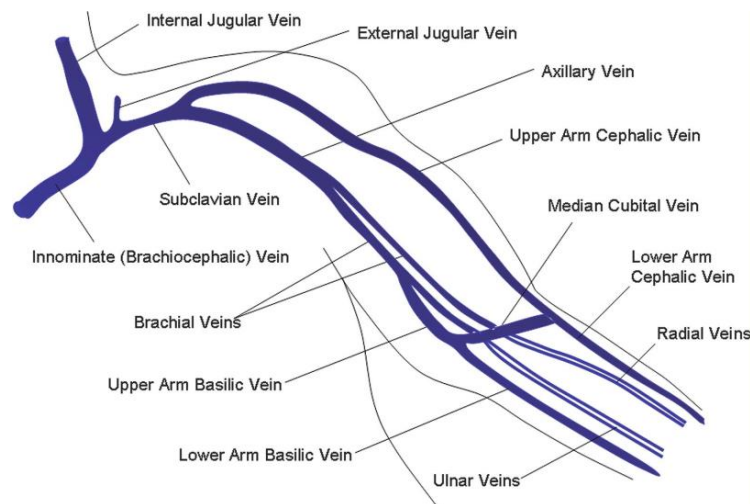 Internal Jugular Vein
External Jugular Vein
Axillary Vein
Upper Arm Cephalic Vein
Subclavian Vein
Median Cubital Vein
Innominate (Brachiocephalic) Vein
Lower Arm
Cephalic Vein
Brachial Veins
Radial Veins
Upper Arm Basilic Vein
Lower Arm Basilic Vein
Ulnar Veins